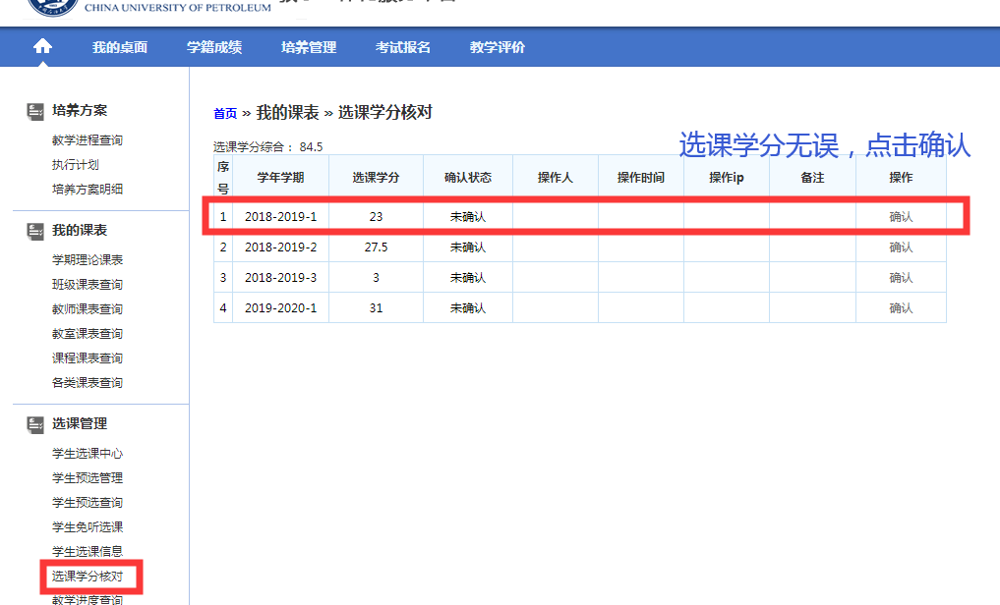 CHINA UNIVERSITY OF PETROLEUM
我的桌面 学籍成绩 培养管理 考试报名 教学评价
培养方案
教学进程查询
执行计划
培养方案明细
我的课表
学期理论课表
班级课表查询
教师课表查询
教室课表查询
课程课表查询
各类课表查询
选课管理
学生选课中心
学生预选管理
学生预选查询
学生免听选课
学生选课信息
选课学分核对
教学进度查询
首页 » 我的课表 » 选课学分核对
选课学分无误，点击确认
选课学分综合： 84.5
序号 学年学期 选课学分 确认状态 操作人 操作时间 操作ip 备注 操作
1 2018-2019-1 23 未确认 确认
2 2018-2019-2 27.5 未确认 确认
3 2018-2019-3 3 未确认 确认
4 2019-2020-1 31 未确认 确认